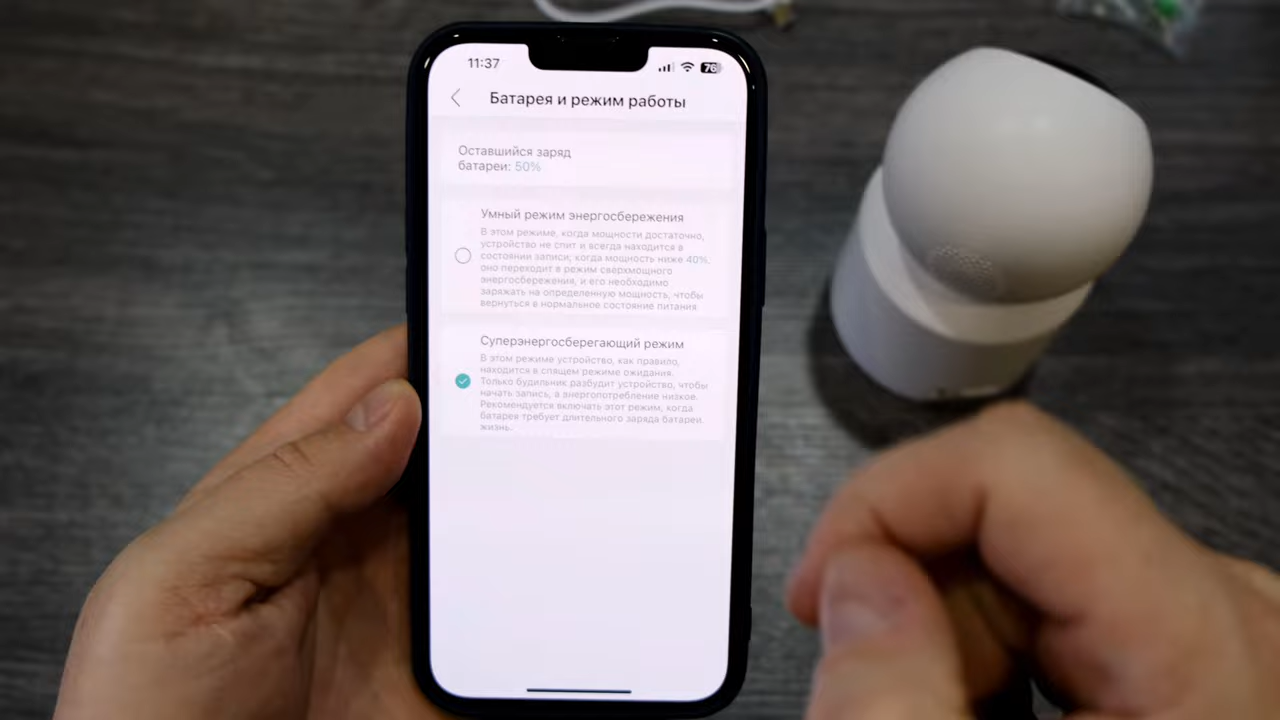 11:37
76
Батарея и режим работы
Оставшийся заряд
батареи: 50%
Умный режим энергосбережения
В этом режиме, когда мощности достаточно,
устройство не спит и всегда находится в
состоянии записи; когда мощность ниже 40%,
оно переходит в режим сверхмощного
энергосбережения, и его необходимо
заряжать на определенную мощность, чтобы
вернуться в нормальное состояние питания
Суперэнергосберегающий режим
В этом режиме устройство, как правило,
находится в спящем режиме ожидания.
Только будильник разбудит устройство, чтобы
начать запись, а энергопотребление низкое.
Рекомендуется включать этот режим, когда
батарее требует длительного заряда батареи
жизнь.